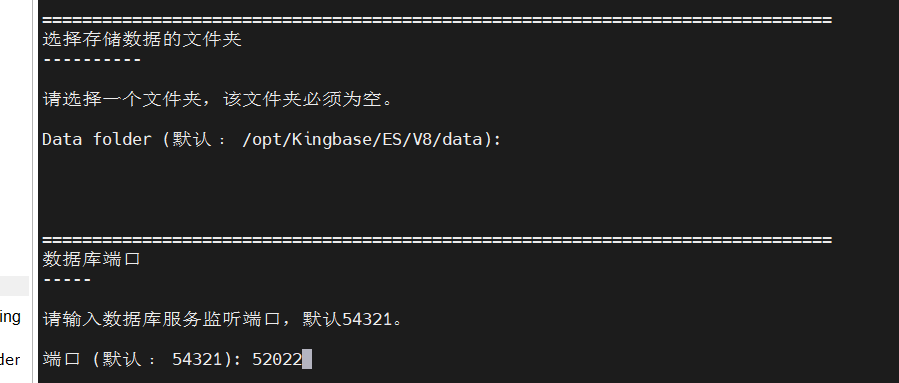 ================================================================================
选择存储数据的文件夹
----------
请选择一个文件夹，该文件夹必须为空。
Data folder (默认： /opt/Kingbase/ES/V8/data):
================================================================================
数据库端口
-----
ing
请输入数据库服务监听端口，默认54321。
der
端口 (默认： 54321): 52022